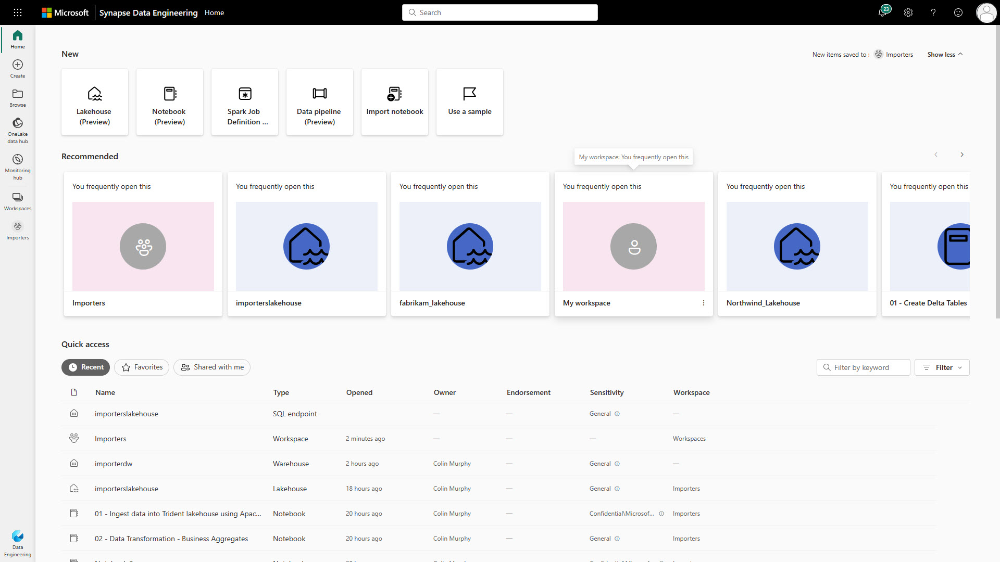 Microsoft Synapse Data Engineering Home Search 23
Home
Create
Browse
OneLake
data hub
Monitoring
hub
Workspaces
Importers
Data
Engineering
New
New items saved to : Importers Show less
Lakehouse
(Preview)
Notebook
(Preview)
Spark Job
Definition ...
Data pipeline
(Preview)
Import notebook
Use a sample
Recommended
My workspace: You frequently open this
You frequently open this
Importers
You frequently open this
importerslakehouse
You frequently open this
fabrikam_lakehouse
You frequently open this
My workspace
You frequently open this
Northwind_Lakehouse
You frequently open this
01 - Create Delta Tables
Quick access
Recent Favorites Shared with me Filter by keyword Filter
Name Type Opened Owner Endorsement Sensitivity Workspace
importerslakehouse SQL endpoint — — General —
Importers Workspace 2 minutes ago — — — Workspaces
importerdw Warehouse 2 hours ago Colin Murphy — General —
importerslakehouse Lakehouse 18 hours ago Colin Murphy — General Importers
01 - Ingest data into Trident lakehouse using Apac... Notebook 20 hours ago Colin Murphy — Confidential\Microsof... Importers
02 - Data Transformation - Business Aggregates Notebook 20 hours ago Colin Murphy — General Importers